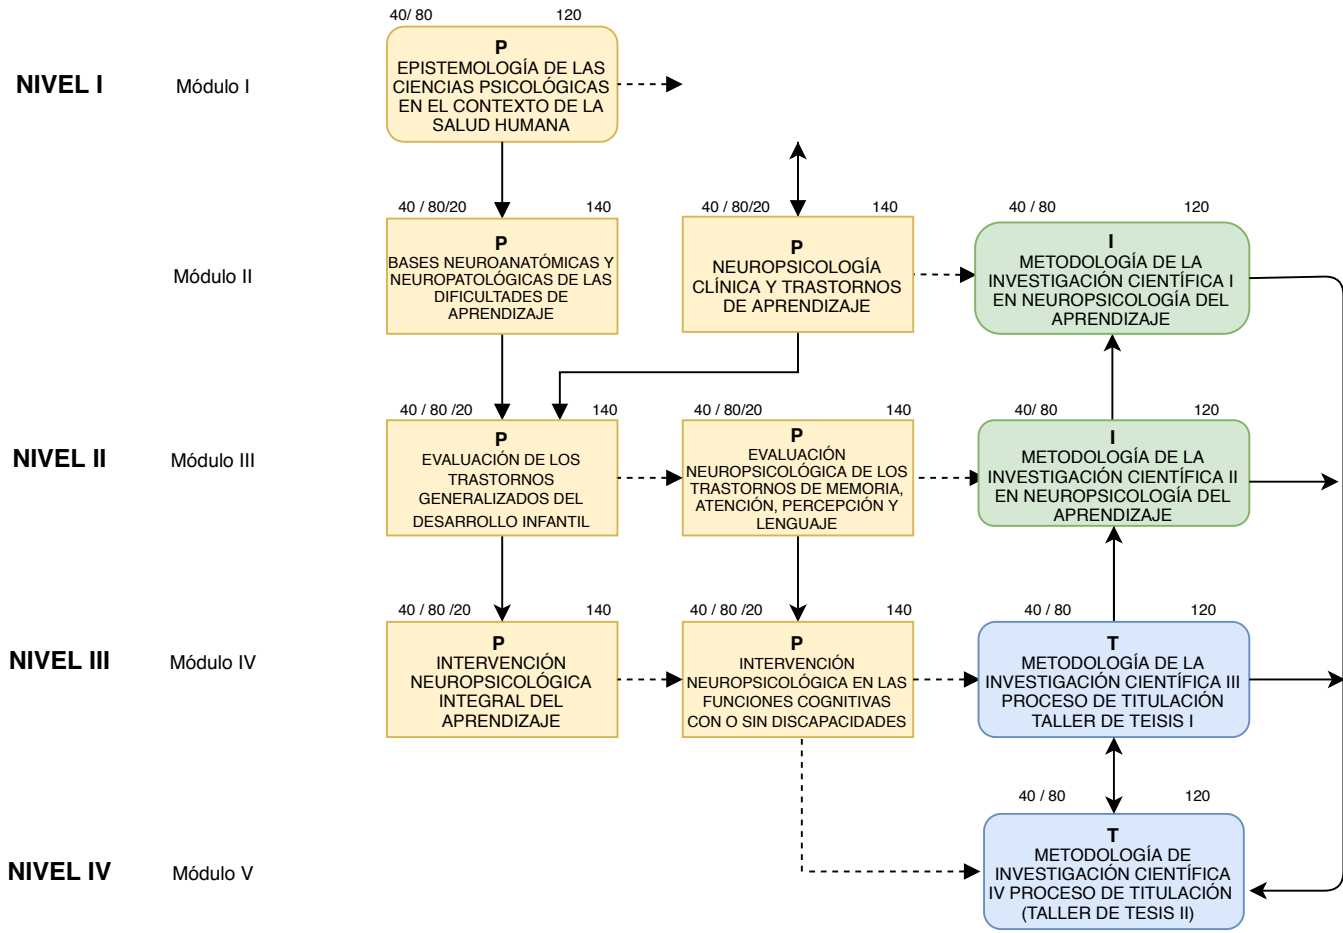 40/ 80 120
NIVEL I
Módulo I
P
EPISTEMOLOGÍA DE LAS
CIENCIAS PSICOLÓGICAS
EN EL CONTEXTO DE LA
SALUD HUMANA
Módulo II
40 / 80/20 140
P
BASES NEUROANATÓMICAS Y
NEUROPATOLÓGICAS DE LAS
DIFICULTADES DE
APRENDIZAJE
40 / 80/20 140
P
NEUROPSICOLOGÍA
CLÍNICA Y TRASTORNOS
DE APRENDIZAJE
40 / 80 120
I
METODOLOGÍA DE LA
INVESTIGACIÓN CIENTÍFICA I
EN NEUROPSICOLOGÍA DEL
APRENDIZAJE
NIVEL II
Módulo III
40 / 80 /20 140
P
EVALUACIÓN DE LOS
TRASTORNOS
GENERALIZADOS DEL
DESARROLLO INFANTIL
40 / 80/20 140
P
EVALUACIÓN
NEUROPSICOLÓGICA DE LOS
TRASTORNOS DE MEMORIA,
ATENCIÓN, PERCEPCIÓN Y
LENGUAJE
40/ 80 120
I
METODOLOGÍA DE LA
INVESTIGACIÓN CIENTÍFICA II
EN NEUROPSICOLOGÍA DEL
APRENDIZAJE
NIVEL III
Módulo IV
40 / 80 /20 140
P
INTERVENCIÓN
NEUROPSICOLÓGICA
INTEGRAL DEL
APRENDIZAJE
40 / 80 /20 140
P
INTERVENCIÓN
NEUROPSICOLÓGICA EN LAS
FUNCIONES COGNITIVAS
CON O SIN DISCAPACIDADES
40 / 80 120
T
METODOLOGÍA DE LA
INVESTIGACIÓN CIENTÍFICA III
PROCESO DE TITULACIÓN
TALLER DE TEISIS I
NIVEL IV
Módulo V
40 / 80 120
T
METODOLOGÍA DE
INVESTIGACIÓN CIENTÍFICA
IV PROCESO DE TITULACIÓN
(TALLER DE TESIS II)